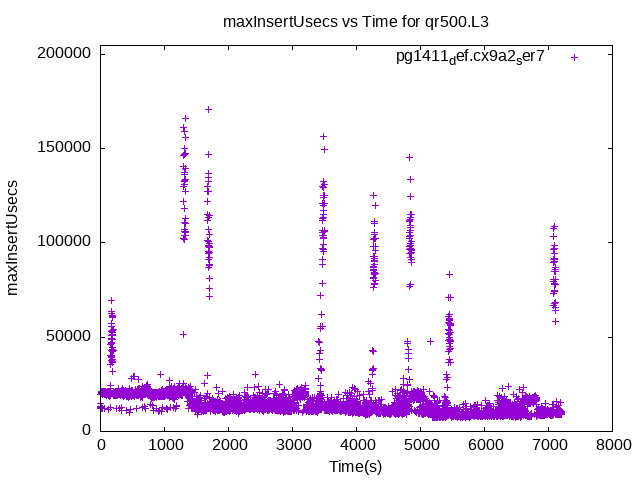 maxInsertUsecs vs Time for qr500.L3
pg1411def.cx9a2ser7
200000
150000
100000
50000
0
maxInsertUsecs
0 1000 2000 3000 4000 5000 6000 7000 8000
Time(s)